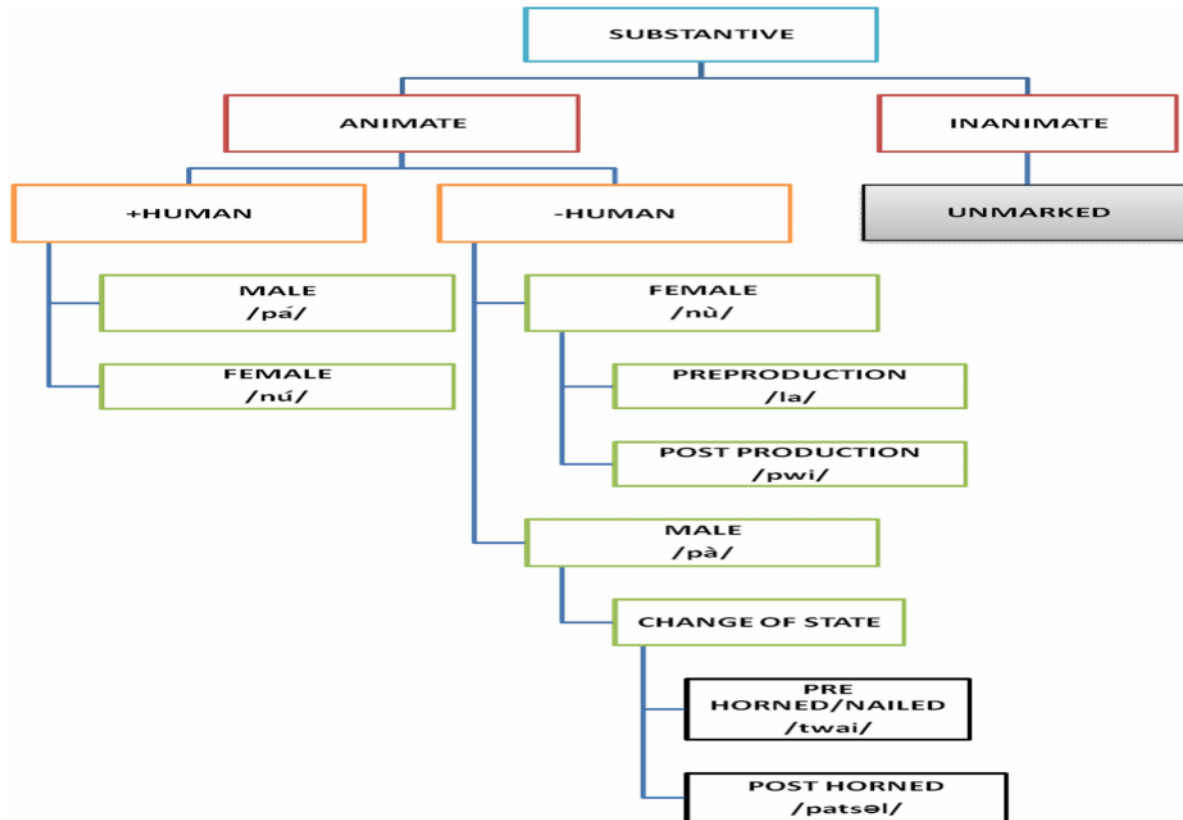 SUBSTANTIVE
ANIMATE
INANIMATE
+HUMAN
-HUMAN
UNMARKED
MALE
/pá/
FEMALE
/nú/
FEMALE
/nù/
PREPRODUCTION
/la/
POST PRODUCTION
/pwi/
MALE
/pà/
CHANGE OF STATE
PRE
HORNED/NAILED
/twai/
POST HORNED
/patsəl/